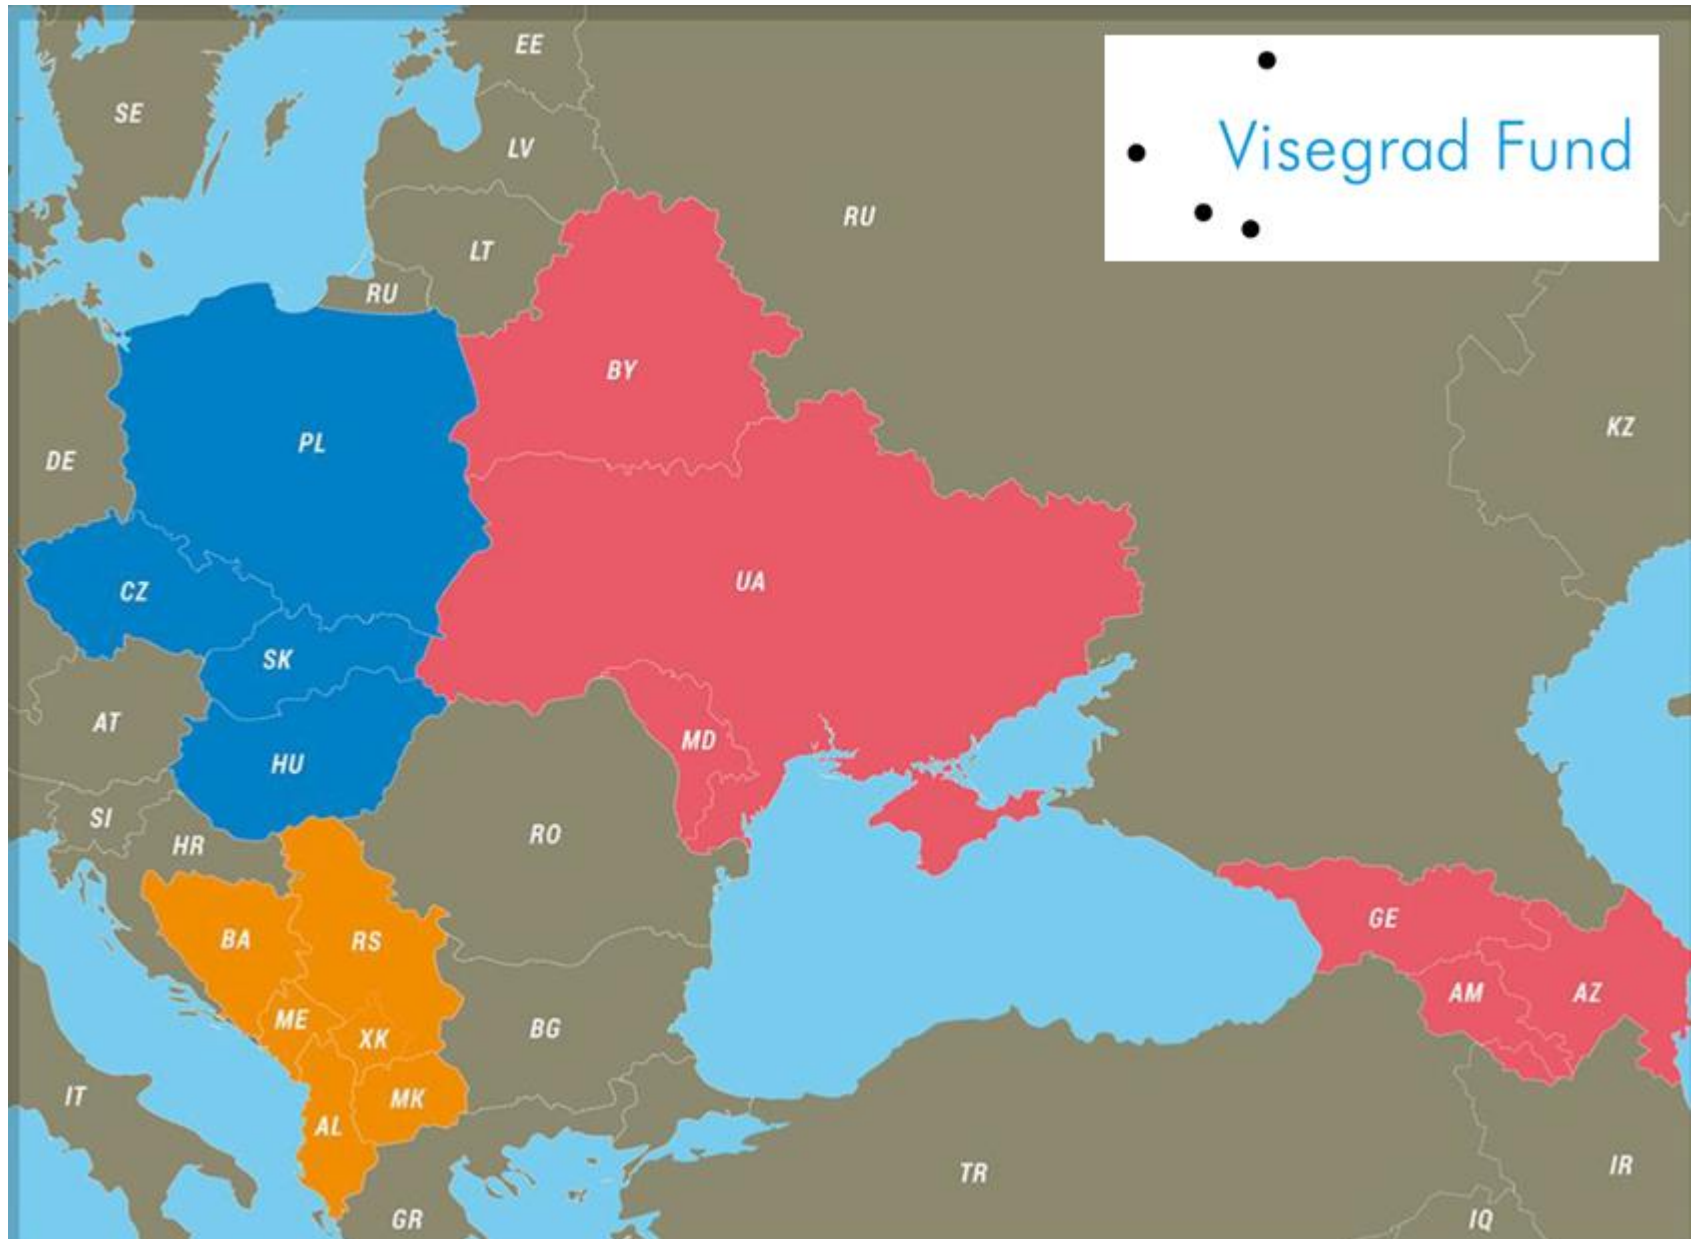 EE
SE
Visegrad Fund
LV
RU
LT
RU
BY
KZ
PL
DE
UA
CZ
SK
AT
MD
HU
SI
RO
HR
GE
BA
RS
AM
AZ
ME
BG
XK
IT
MK
AL
IR
TR
GR
IQ